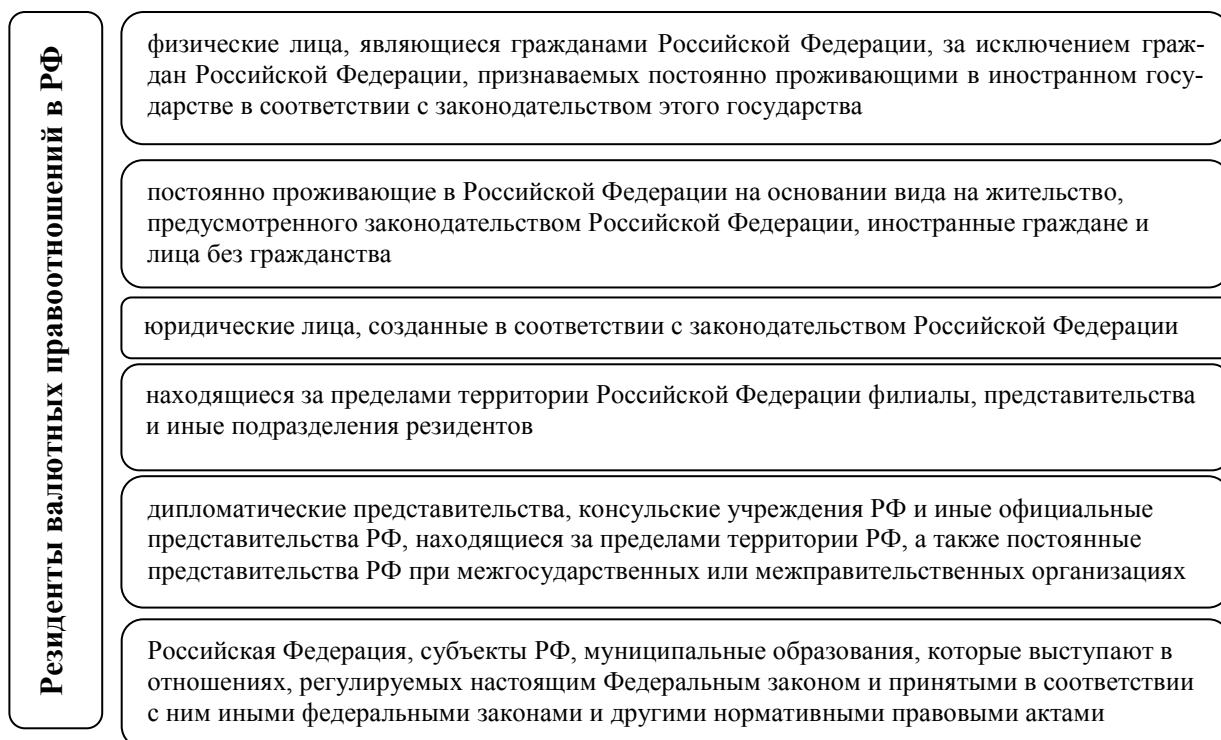 Резиденты валютных правоотношений в РФ
физические лица, являющиеся гражданами Российской Федерации, за исключением граж-
дан Российской Федерации, признаваемых постоянно проживающими в иностранном госу-
дарстве в соответствии с законодательством этого государства
постоянно проживающие в Российской Федерации на основании вида на жительство,
предусмотренного законодательством Российской Федерации, иностранные граждане и
лица без гражданства
юридические лица, созданные в соответствии с законодательством Российской Федерации
находящиеся за пределами территории Российской Федерации филиалы, представительства
и иные подразделения резидентов
дипломатические представительства, консульские учреждения РФ и иные официальные
представительства РФ, находящиеся за пределами территории РФ, а также постоянные
представительства РФ при межгосударственных или межправительственных организациях
Российская Федерация, субъекты РФ, муниципальные образования, которые выступают в
отношениях, регулируемых настоящим Федеральным законом и принятыми в соответствии
с ним иными федеральными законами и другими нормативными правовыми актами